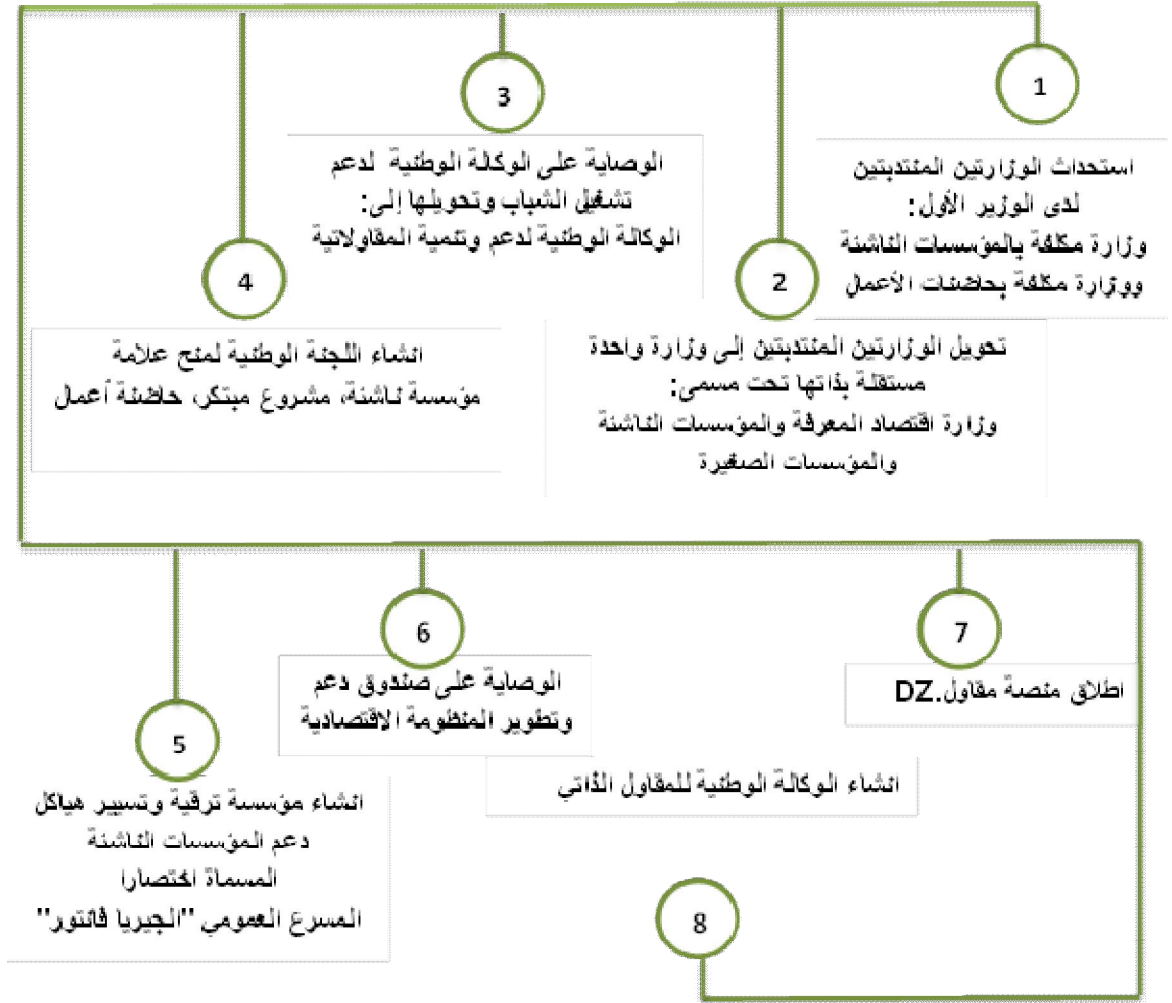 1
استحداث الوزارتين المنتدبتين
لدى الوزير الأول:
وزارة مكلفة بالمؤسسات الناشئة
ووزارة مكلفة بحاضنات الأعمال
2
تحويل الوزارتين المنتدبتين إلى وزارة واحدة
مستقلة بذاتها تحت مسمى:
وزارة اقتصاد المعرفة والمؤسسات الناشئة
والمؤسسات الصغيرة
3
الوصاية على الوكالة الوطنية لدعم
تشغيل الشباب وتحويلها إلى:
الوكالة الوطنية لدعم وتنمية المقاولاتية
4
انشاء اللجنة الوطنية لمنح علامة
مؤسسة ناشئة، مشروع مبتكر، حاضنة أعمال
5
انشاء مؤسسة ترقية وتسيير هياكل
دعم المؤسسات الناشئة
المسماة اختصارا
المسرع العمومي "الجيريا فانتور"
6
الوصاية على صندوق دعم
وتطوير المنظومة الاقتصادية
7
اطلاق منصة مقاول.DZ
انشاء الوكالة الوطنية للمقاول الذاتي
8